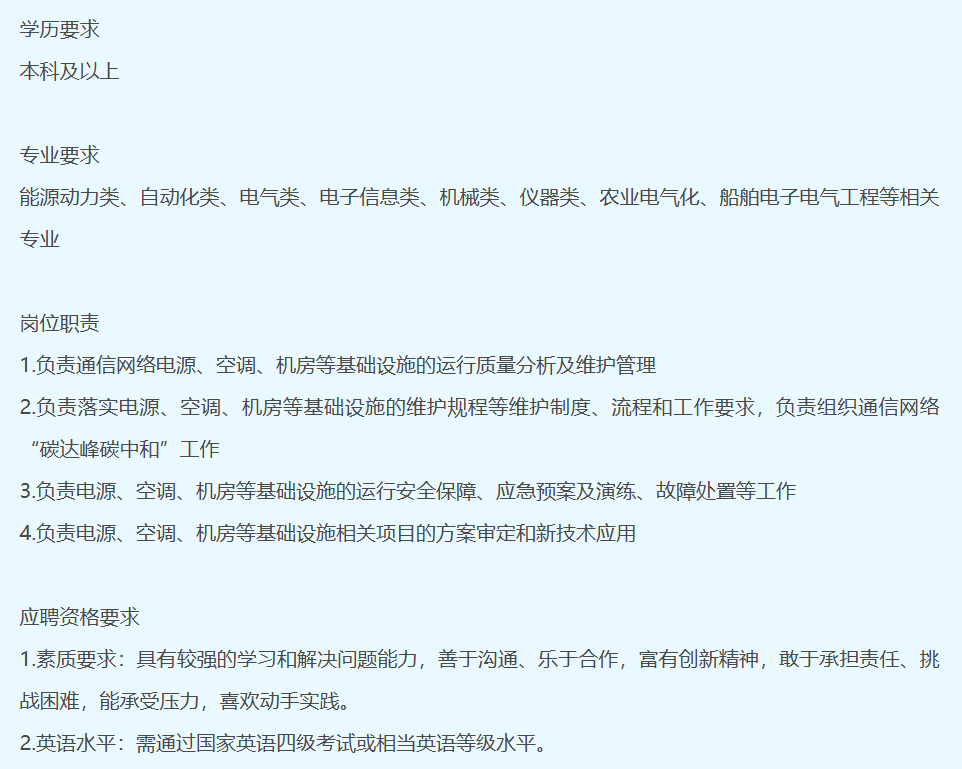 学历要求
本科及以上
专业要求
能源动力类、自动化类、电气类、电子信息类、机械类、仪器类、农业电气化、船舶电子电气工程等相关
专业
岗位职责
1.负责通信网络电源、空调、机房等基础设施的运行质量分析及维护管理
2.负责落实电源、空调、机房等基础设施的维护规程等维护制度、流程和工作要求，负责组织通信网络
“碳达峰碳中和”工作
3.负责电源、空调、机房等基础设施的运行安全保障、应急预案及演练、故障处置等工作
4.负责电源、空调、机房等基础设施相关项目的方案审定和新技术应用
应聘资格要求
1.素质要求：具有较强的学习和解决问题能力，善于沟通、乐于合作，富有创新精神，敢于承担责任、挑
战困难，能承受压力，喜欢动手实践。
2.英语水平：需通过国家英语四级考试或相当英语等级水平。